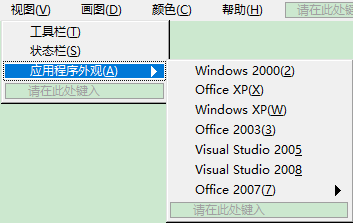 视图(V) 画图(D) 颜色(C) 帮助(H) 请在此处键入
工具栏(T)
状态栏(S)
应用程序外观(A)
请在此处键入
Windows 2000(2)
Office XP(X)
Windows XP(W)
Office 2003(3)
Visual Studio 2005
Visual Studio 2008
Office 2007(7)
请在此处键入